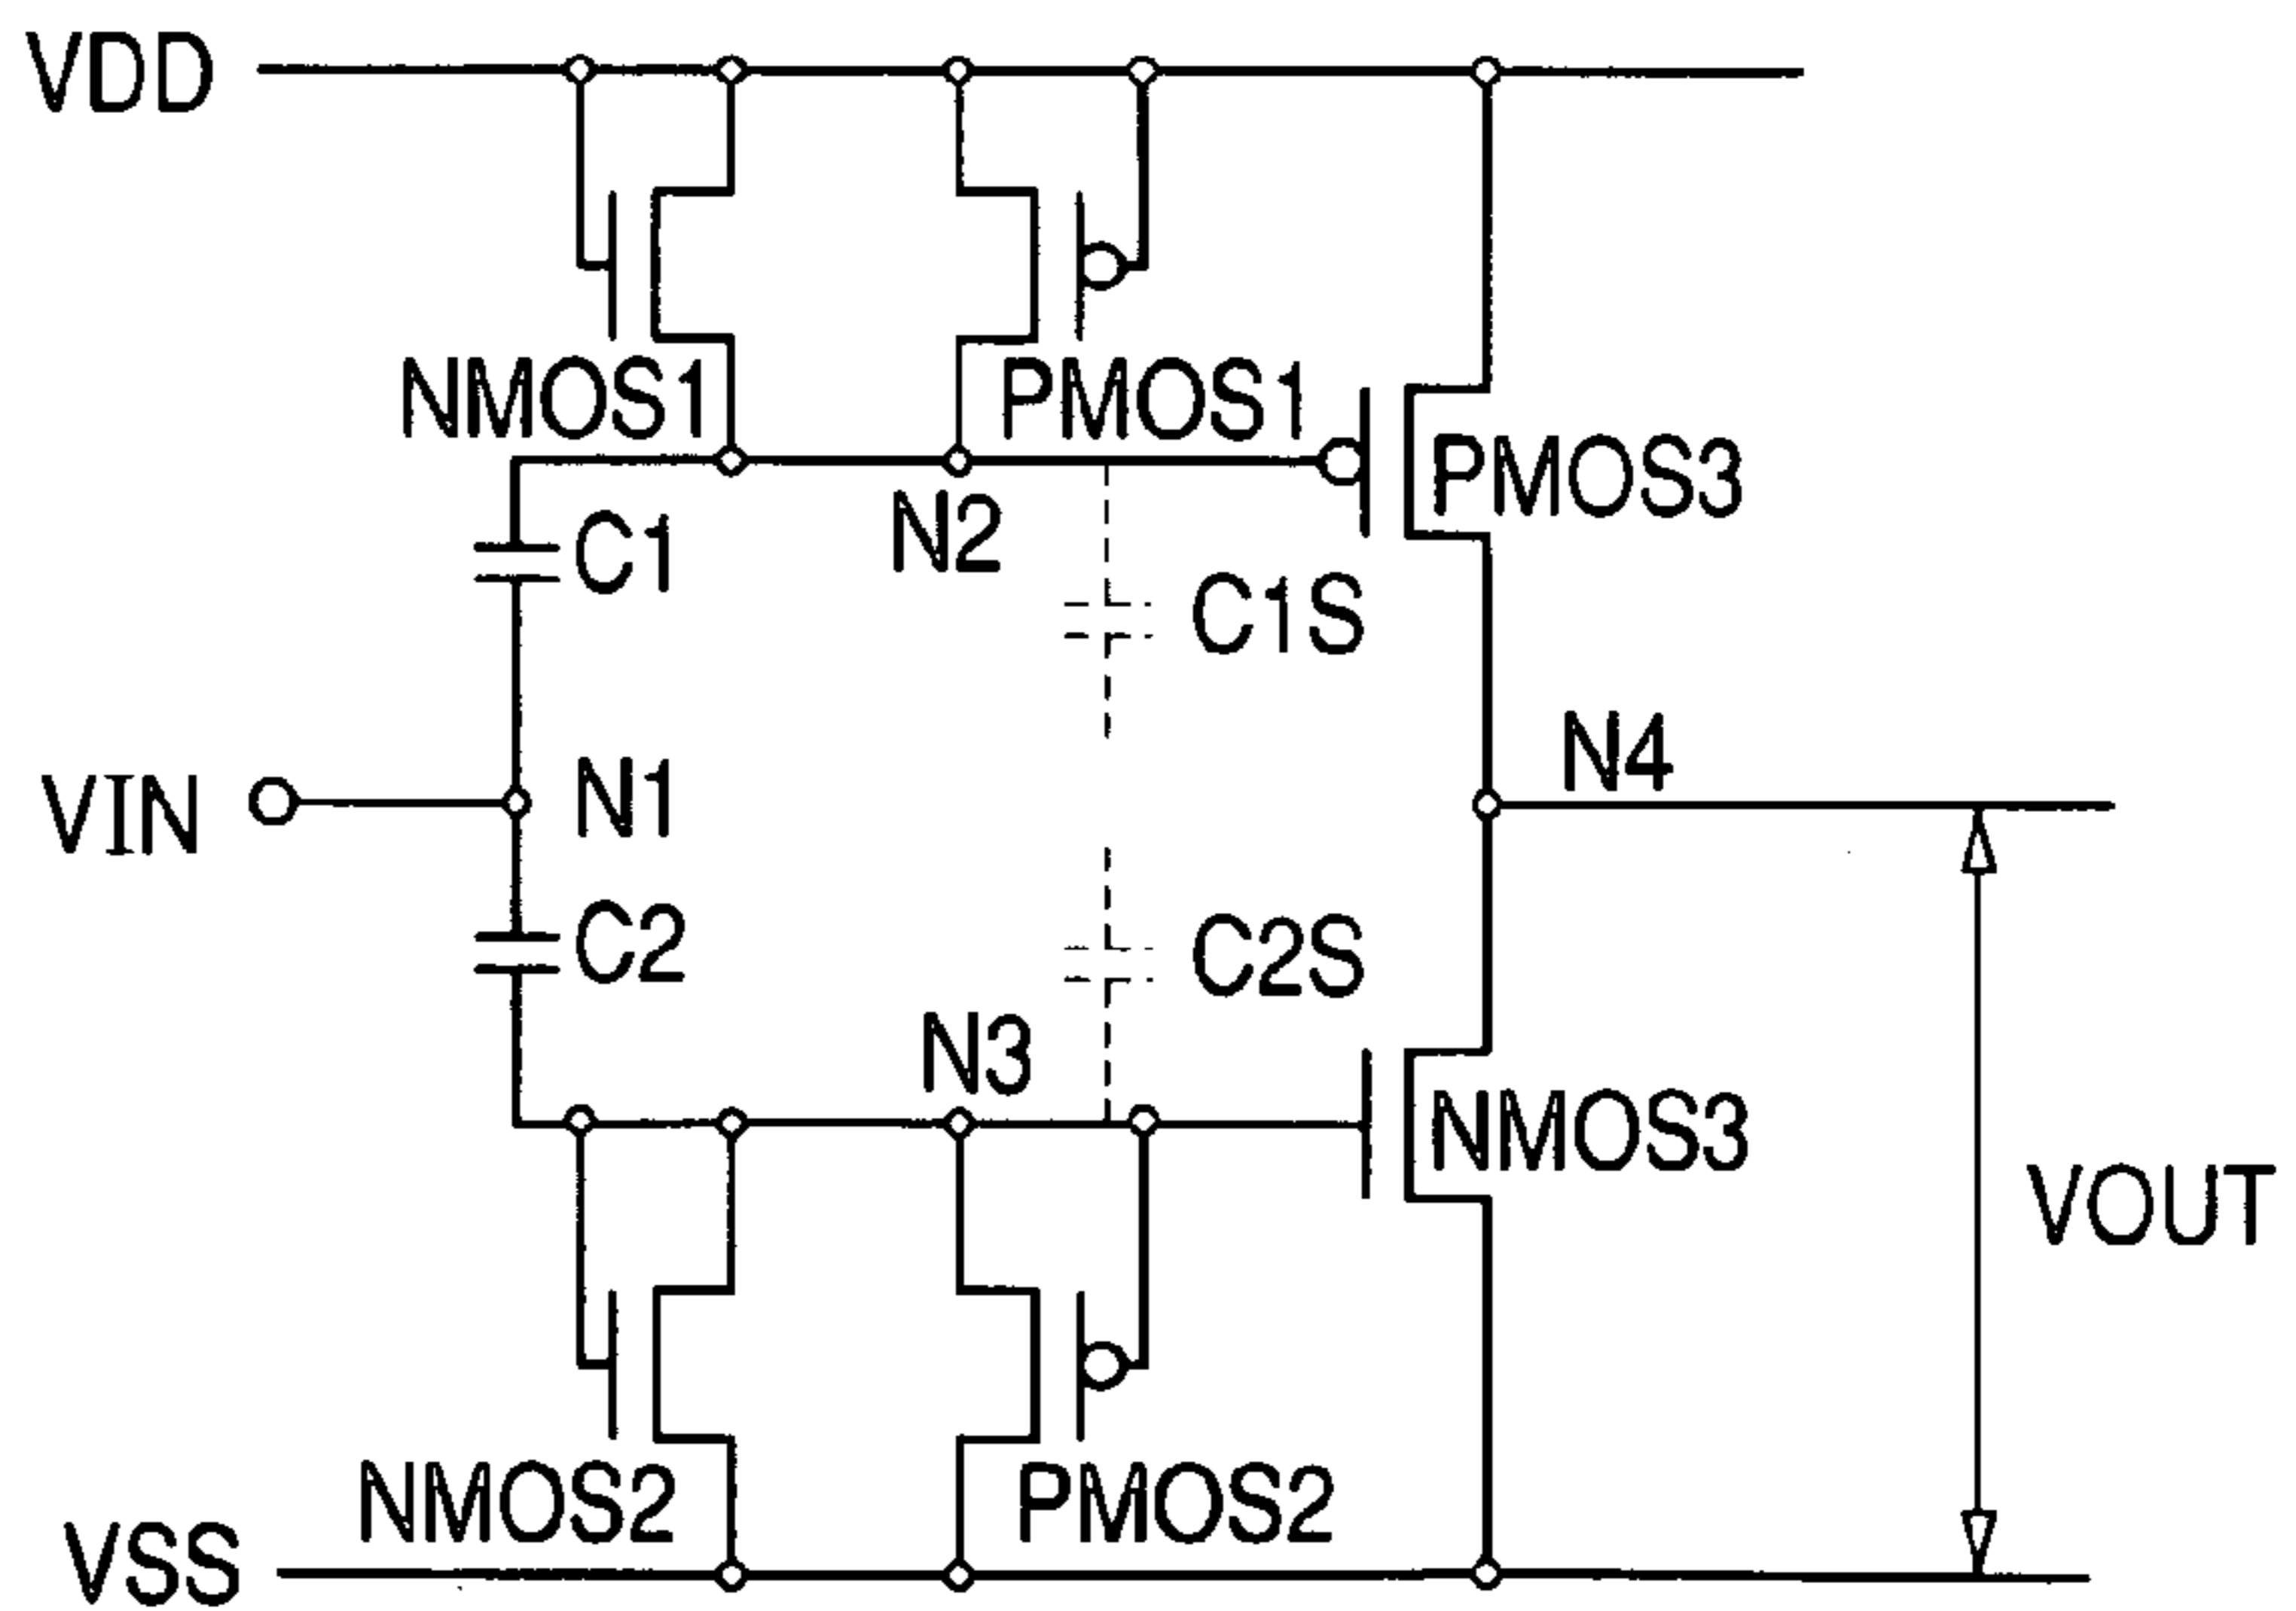 VDD
NMOS1
PMOS1
PMOS3
C1
N2
C1S
N4
VIN
N1
C2
C2S
N3
NMOS3
VOUT
NMOS2
PMOS2
VSS